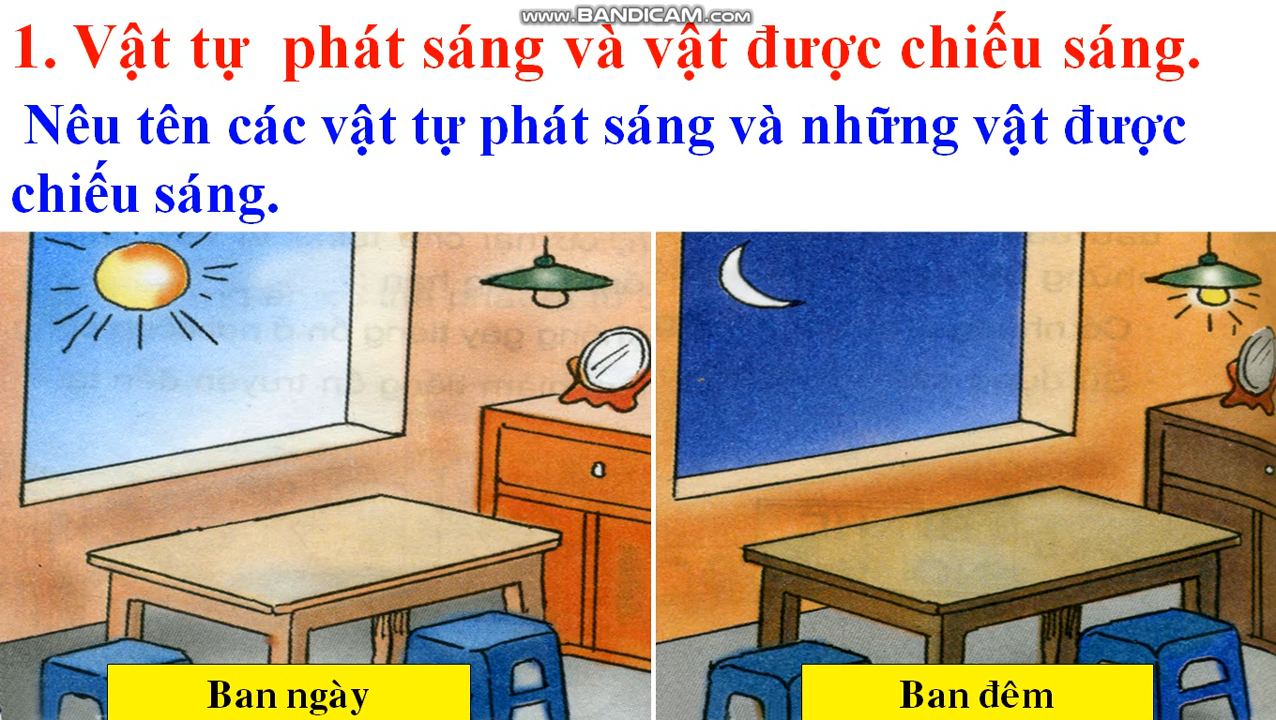 www.BANDICAM.com
1. Vật tự phát sáng và vật được chiếu sáng.
Nêu tên các vật tự phát sáng và những vật được
chiếu sáng.
Ban ngày
Ban đêm